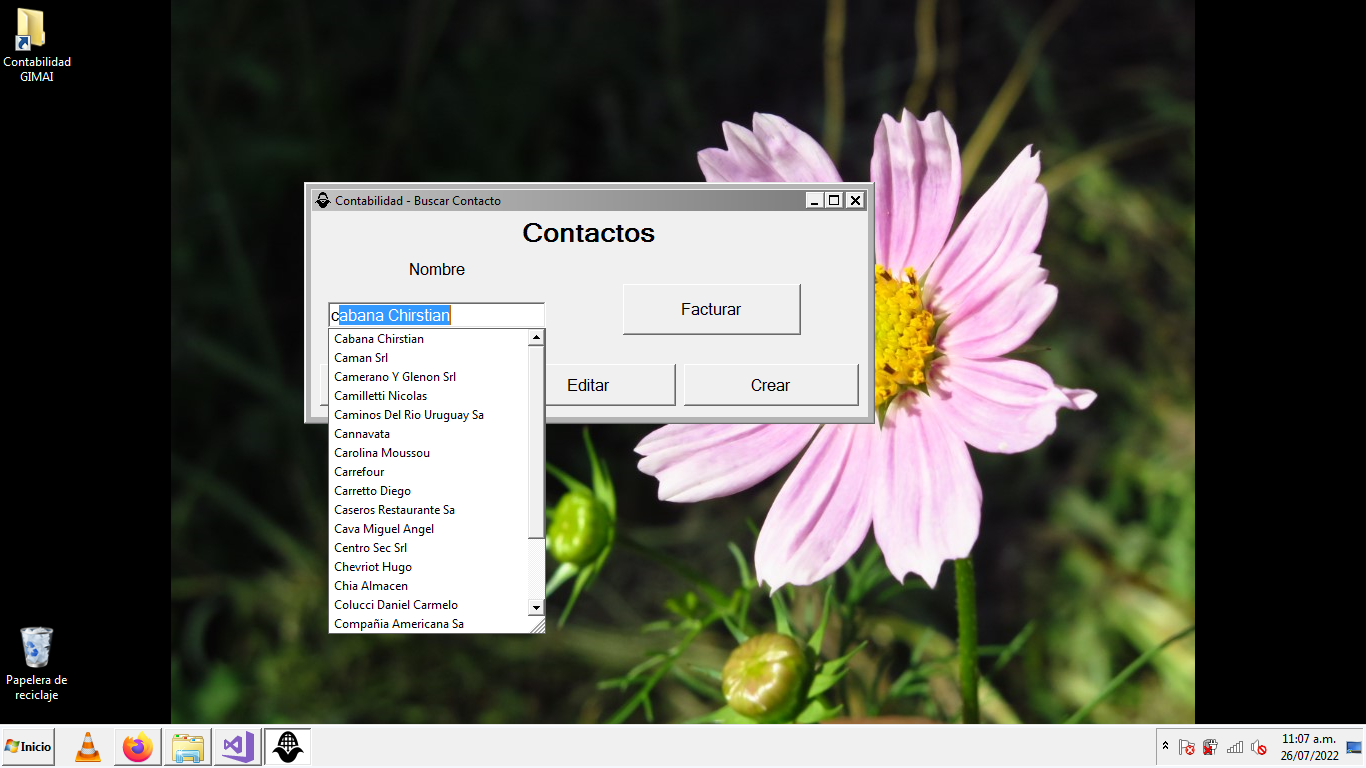 Contabilidad
GIMAI
Contabilidad - Buscar Contacto
Contactos
Nombre
cabana Chirstian
Facturar
Editar
Crear
Cabana Chirstian
Caman Srl
Camerano Y Glenon Srl
Camilletti Nicolas
Caminos Del Rio Uruguay Sa
Cannavata
Carolina Moussou
Carrefour
Carretto Diego
Caseros Restaurante Sa
Cava Miguel Angel
Centro Sec Srl
Chevriot Hugo
Chia Almacen
Colucci Daniel Carmelo
Compañia Americana Sa
Papelera de
reciclaje
Inicio
11:07 a.m.
26/07/2022